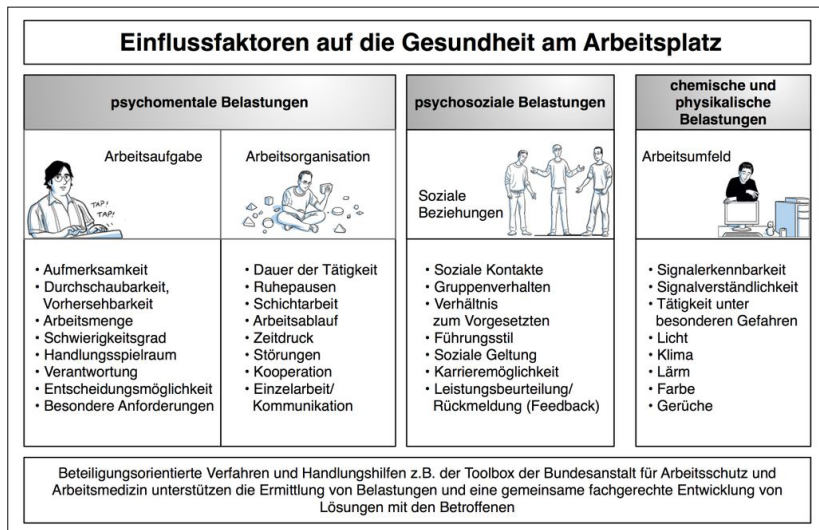 Einflussfaktoren auf die Gesundheit am Arbeitsplatz
psychomentale Belastungen
Arbeitsaufgabe
TAP!
TAP!
• Aufmerksamkeit
• Durchschaubarkeit,
Vorhersehbarkeit
• Arbeitsmenge
• Schwierigkeitsgrad
• Handlungsspielraum
• Verantwortung
• Entscheidungsmöglichkeit
• Besondere Anforderungen
Arbeitsorganisation
• Dauer der Tätigkeit
• Ruhepausen
• Schichtarbeit
• Arbeitsablauf
• Zeitdruck
• Störungen
• Kooperation
• Einzelarbeit/
Kommunikation
psychosoziale Belastungen
Soziale
Beziehungen
• Soziale Kontakte
• Gruppenverhalten
• Verhältnis
zum Vorgesetzten
• Führungsstil
• Soziale Geltung
• Karrieremöglichkeit
• Leistungsbeurteilung/
Rückmeldung (Feedback)
chemische und
physikalische
Belastungen
Arbeitsumfeld
• Signalerkennbarkeit
• Signalverständlichkeit
• Tätigkeit unter
besonderen Gefahren
• Licht
• Klima
• Lärm
• Farbe
• Gerüche
Beteiligungsorientierte Verfahren und Handlungshilfen z.B. der Toolbox der Bundesanstalt für Arbeitsschutz und
Arbeitsmedizin unterstützen die Ermittlung von Belastungen und eine gemeinsame fachgerechte Entwicklung von
Lösungen mit den Betroffenen